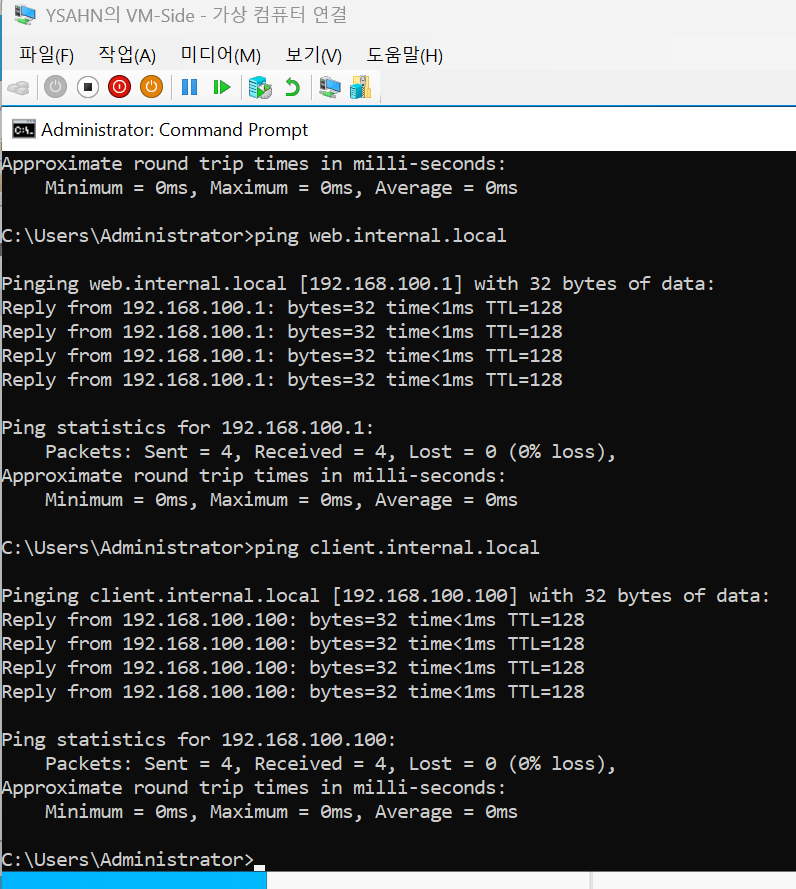 YSAHN의 VM-Side - 가상 컴퓨터 연결
파일(F) 작업(A) 미디어(M) 보기(V) 도움말(H)
Administrator: Command Prompt
Approximate round trip times in milli-seconds:
    Minimum = 0ms, Maximum = 0ms, Average = 0ms
C:\Users\Administrator>ping web.internal.local
Pinging web.internal.local [192.168.100.1] with 32 bytes of data:
Reply from 192.168.100.1: bytes=32 time<1ms TTL=128
Reply from 192.168.100.1: bytes=32 time<1ms TTL=128
Reply from 192.168.100.1: bytes=32 time<1ms TTL=128
Reply from 192.168.100.1: bytes=32 time<1ms TTL=128
Ping statistics for 192.168.100.1:
    Packets: Sent = 4, Received = 4, Lost = 0 (0% loss),
Approximate round trip times in milli-seconds:
    Minimum = 0ms, Maximum = 0ms, Average = 0ms
C:\Users\Administrator>ping client.internal.local
Pinging client.internal.local [192.168.100.100] with 32 bytes of data:
Reply from 192.168.100.100: bytes=32 time<1ms TTL=128
Reply from 192.168.100.100: bytes=32 time<1ms TTL=128
Reply from 192.168.100.100: bytes=32 time<1ms TTL=128
Reply from 192.168.100.100: bytes=32 time<1ms TTL=128
Ping statistics for 192.168.100.100:
    Packets: Sent = 4, Received = 4, Lost = 0 (0% loss),
Approximate round trip times in milli-seconds:
    Minimum = 0ms, Maximum = 0ms, Average = 0ms
C:\Users\Administrator>